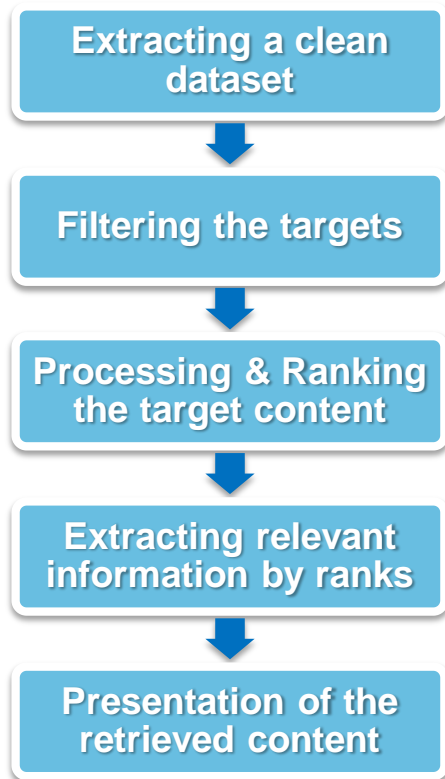 Extracting a clean
dataset
Filtering the targets
Processing & Ranking
the target content
Extracting relevant
information by ranks
Presentation of the
retrieved content